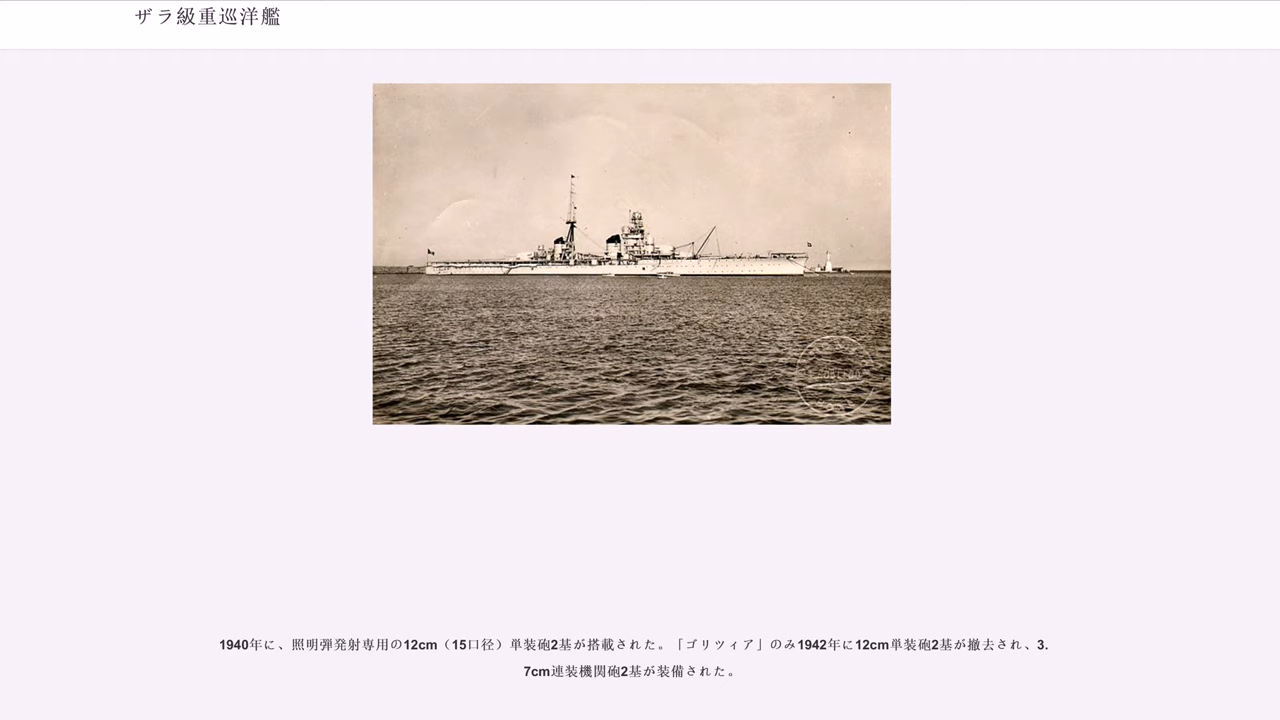 ザラ級重巡洋艦
1940年に、照明弾発射専用の12cm（15口径）単装砲2基が搭載された。「ゴリツィア」のみ1942年に12cm単装砲2基が撤去され、3.
7cm連装機関砲2基が装備された。